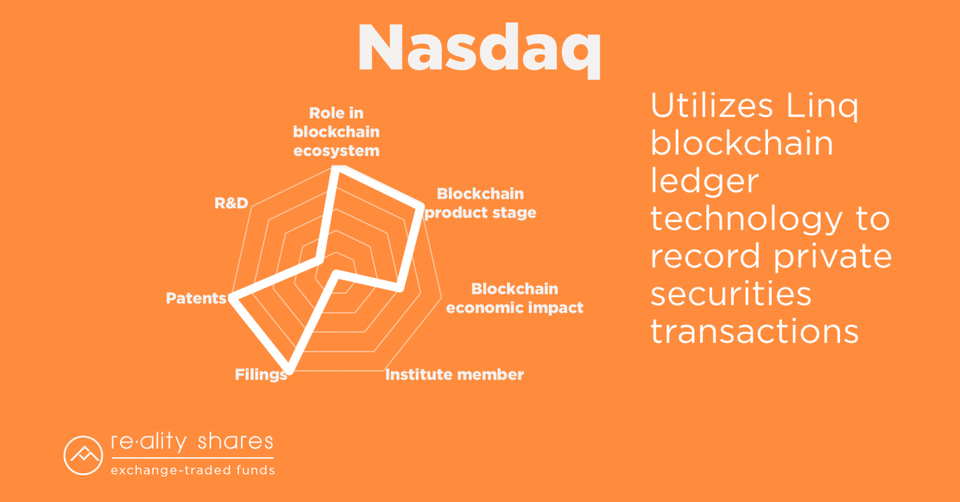 Nasdaq
Role in
blockchain
ecosystem
Blockchain
product stage
Blockchain
economic impact
Institute member
Filings
Patents
R&D
Utilizes Linq
blockchain
ledger
technology to
record private
securities
transactions
re·ality shares
exchange-traded funds